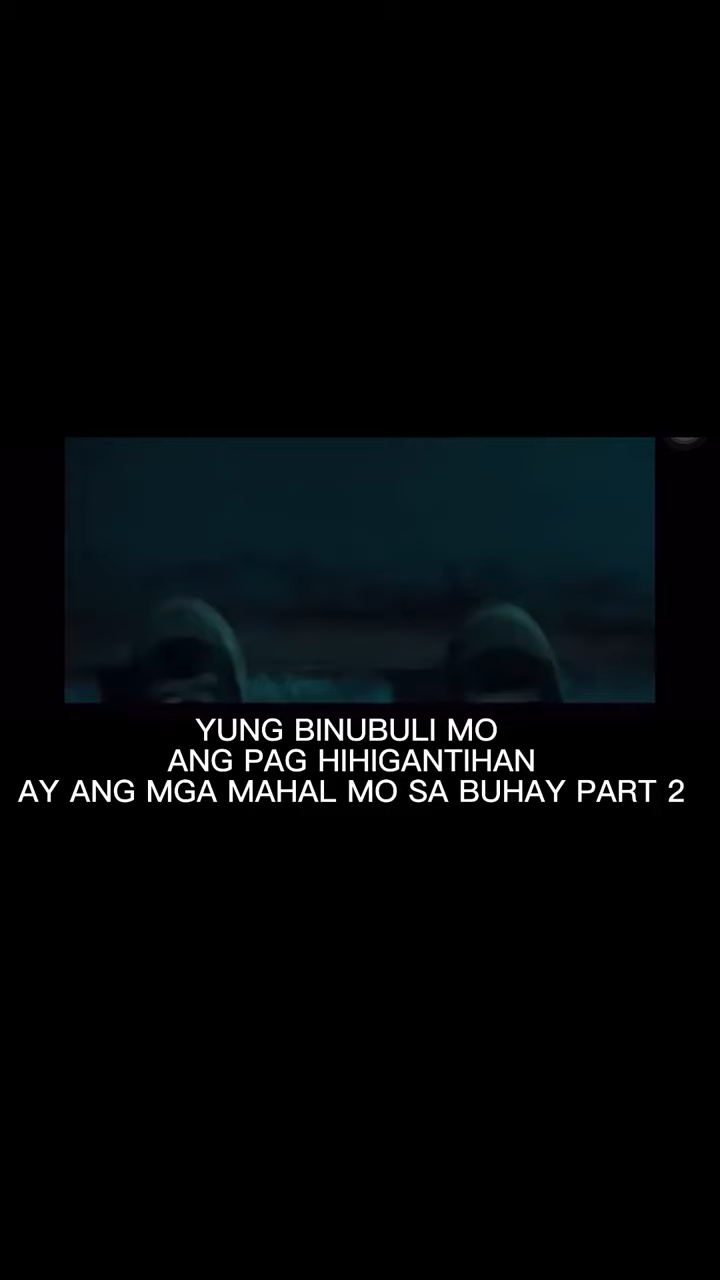 YUNG BINUBULI MO
ANG PAG HIHIGANTIHAN
AY ANG MGA MAHAL MO SA BUHAY PART 2